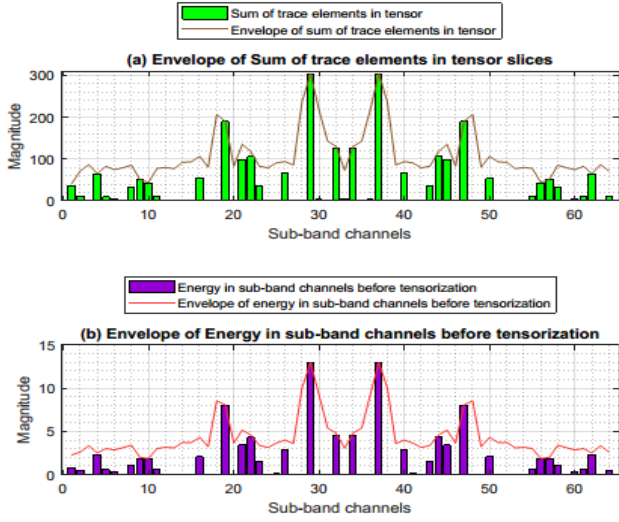 Sum of trace elements in tensor
Envelope of sum of trace elements in tensor
(a) Envelope of Sum of trace elements in tensor slices
300
200
100
0
Magnitude
0 10 20 30 40 50 60
Sub-band channels
Energy in sub-band channels before tensorization
Envelope of energy in sub-band channels before tensorization
(b) Envelope of Energy in sub-band channels before tensorization
15
10
5
0
Magnitude
0 10 20 30 40 50 60
Sub-band channels